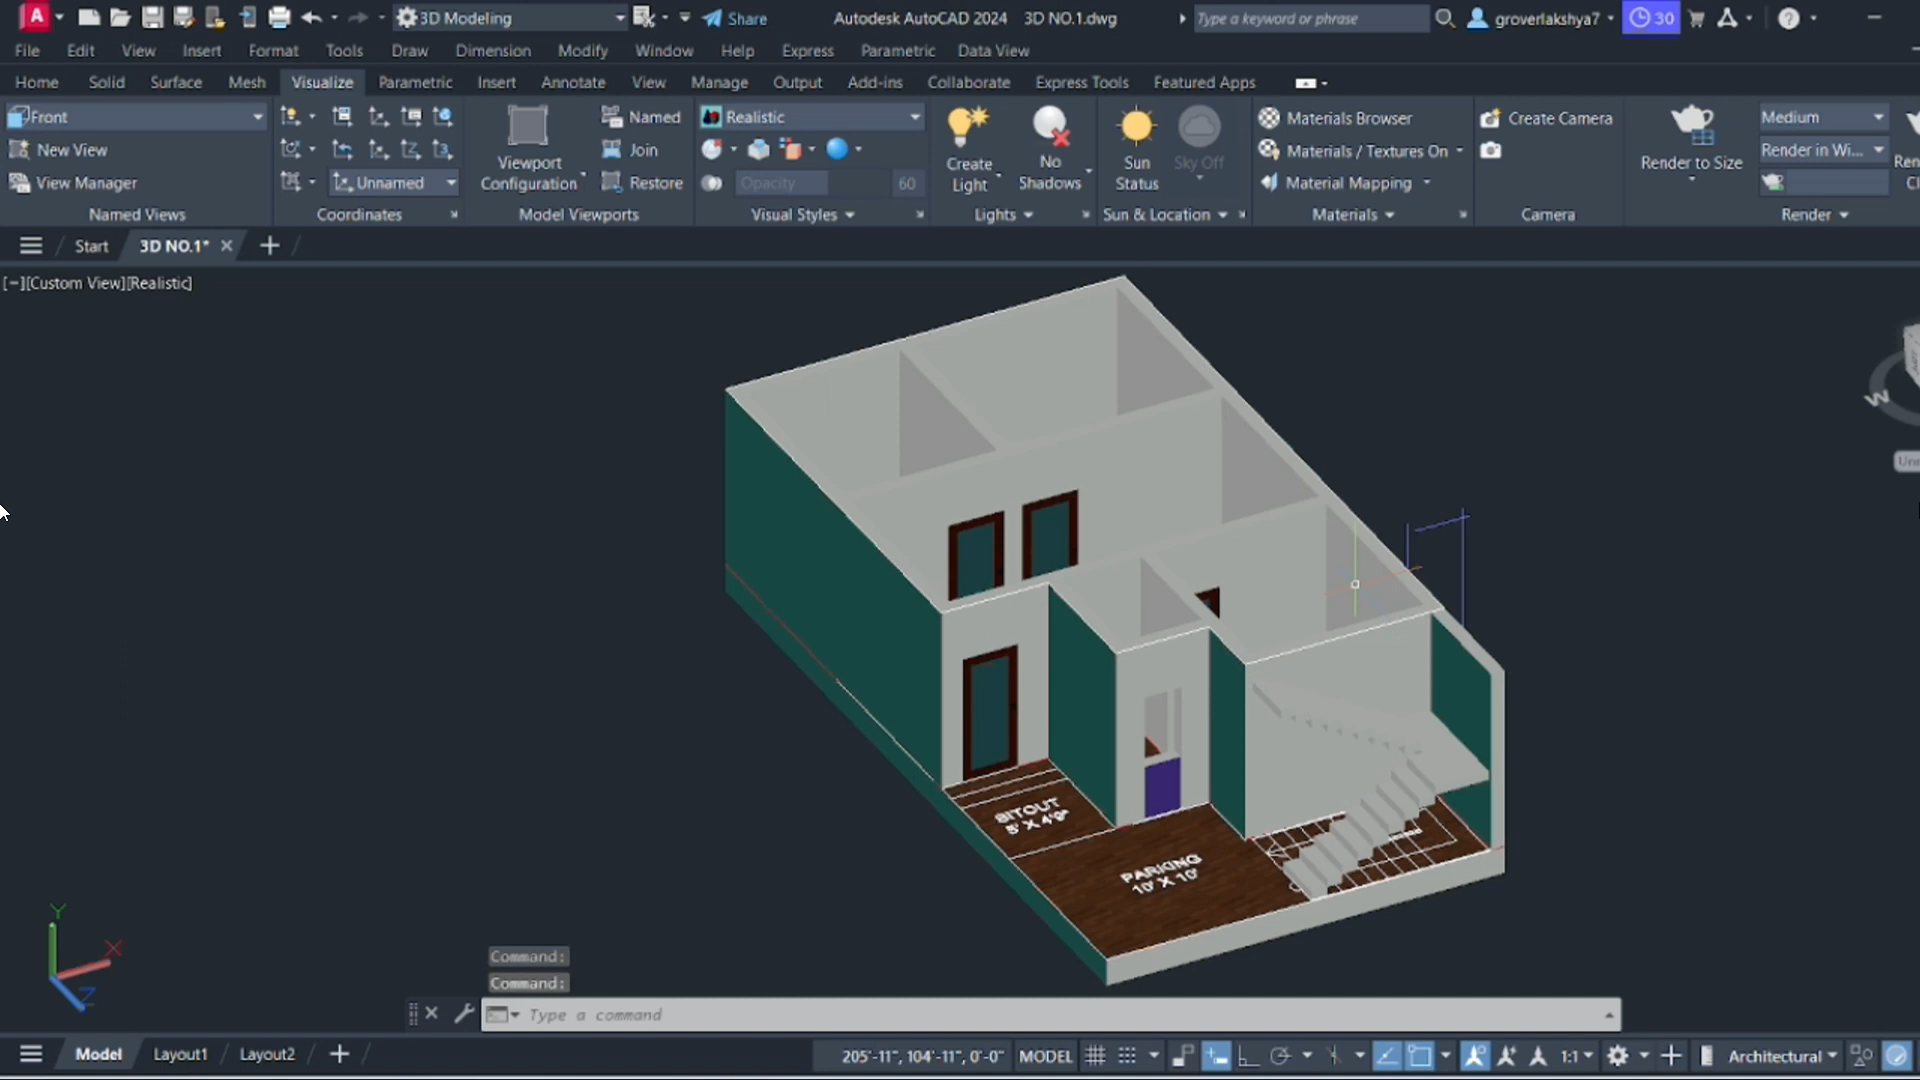 A 3D Modeling Share Autodesk AutoCAD 2024 3D NO.1.dwg Type a keyword or phrase groverlakshya7 30
File Edit View Insert Format Tools Draw Dimension Modify Window Help Express Parametric Data View
Home Solid Surface Mesh Visualize Parametric Insert Annotate View Manage Output Add-ins Collaborate Express Tools Featured Apps
Front
New View
View Manager
Named Views
Unnamed
Coordinates
Viewport
Configuration
Named
Join
Restore
Model Viewports
Realistic
Opacity 60
Visual Styles
Create
Light
No
Shadows
Lights
Sun
Status
Sky Off
Sun & Location
Materials Browser
Materials / Textures On
Material Mapping
Materials
Create Camera
Camera
Render to Size
Medium
Render in Wi...
Render
Start 3D NO.1*
[−][Custom View][Realistic]
W
SITOUT
PARKING
10' X 10'
Y
X
Z
Command:
Command:
Type a command
Model Layout1 Layout2 205'-11", 104'-11", 0'-0" MODEL 1:1 Architectural